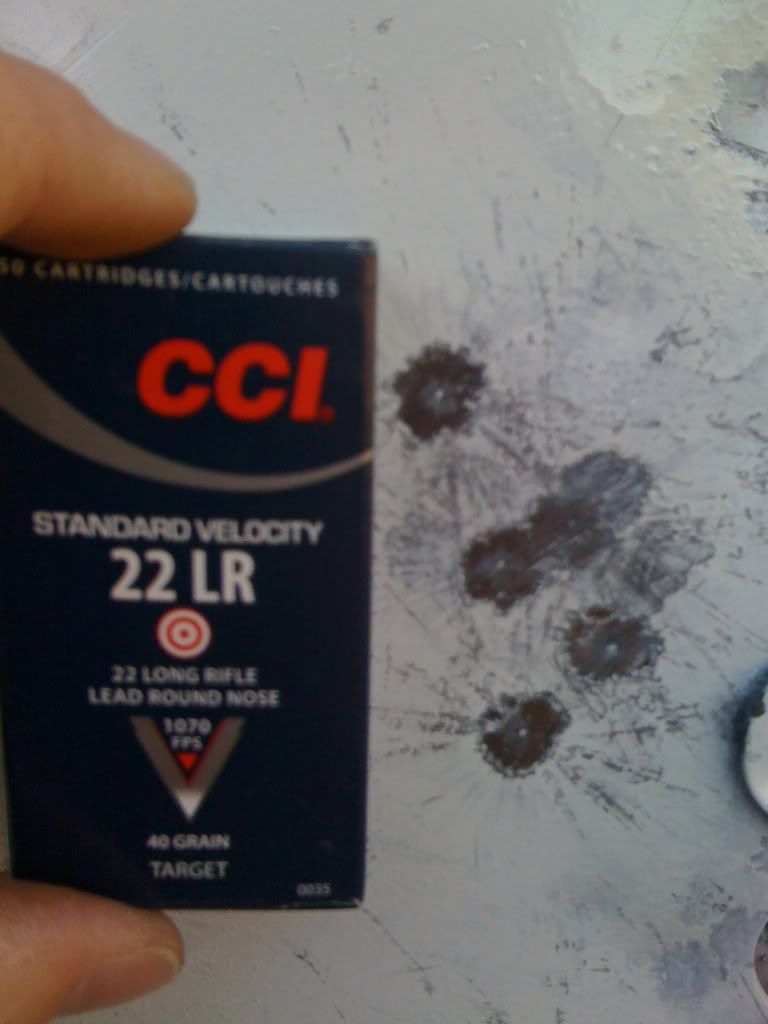 50 CARTRIDGES/CARTOUCHES
CCI
STANDARD VELOCITY
22 LR
22 LONG RIFLE
LEAD ROUND NOSE
1070
FPS
40 GRAIN
TARGET
0035